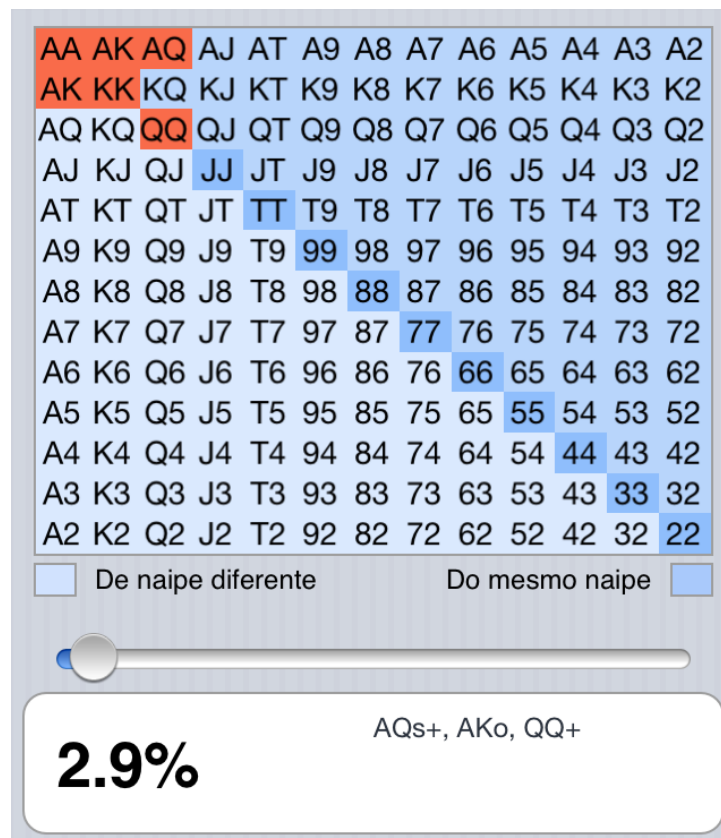 AA AK AQ AJ AT A9 A8 A7 A6 A5 A4 A3 A2
AK KK KQ KJ KT K9 K8 K7 K6 K5 K4 K3 K2
AQ KQ QQ QJ QT Q9 Q8 Q7 Q6 Q5 Q4 Q3 Q2
AJ KJ QJ JJ JT J9 J8 J7 J6 J5 J4 J3 J2
AT KT QT JT TT T9 T8 T7 T6 T5 T4 T3 T2
A9 K9 Q9 J9 T9 99 98 97 96 95 94 93 92
A8 K8 Q8 J8 T8 98 88 87 86 85 84 83 82
A7 K7 Q7 J7 T7 97 87 77 76 75 74 73 72
A6 K6 Q6 J6 T6 96 86 76 66 65 64 63 62
A5 K5 Q5 J5 T5 95 85 75 65 55 54 53 52
A4 K4 Q4 J4 T4 94 84 74 64 54 44 43 42
A3 K3 Q3 J3 T3 93 83 73 63 53 43 33 32
A2 K2 Q2 J2 T2 92 82 72 62 52 42 32 22
De naipe diferente Do mesmo naipe
AQs+, AKo, QQ+
2.9%